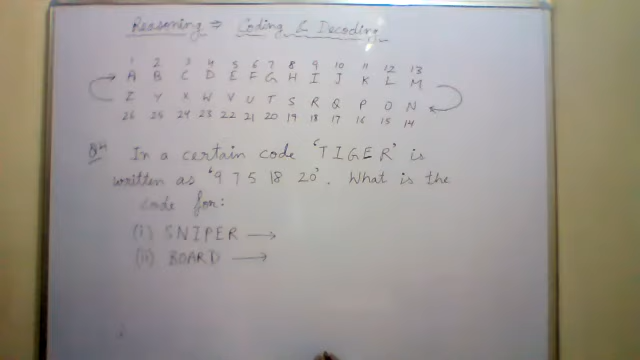 Reasoning ⇒ Coding & Decoding
1 2 3 4 5 6 7 8 9 10 11 12 13
A B C D E F G H I J K L M
Z Y X W V U T S R Q P O N
26 25 24 23 22 21 20 19 18 17 16 15 14
In a certain code 'TIGER' is
written as '9 7 5 18 20'. What is the
code for:
(i) SNIPER →
(ii) BOARD →